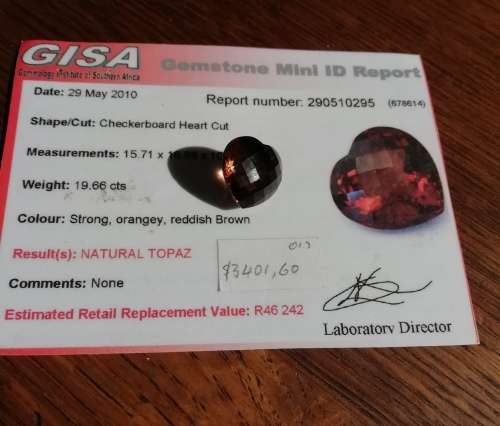 GISA
Gemmology Institute of Southern Africa
Gemstone Mini ID Report
Date: 29 May 2010
Report number: 290510295 (678614)
Shape/Cut: Checkerboard Heart Cut
Measurements: 15.71 x
Weight: 19.66 cts
Colour: Strong, orangey, reddish Brown
Result(s): NATURAL TOPAZ
$3401,60
Comments: None
Estimated Retail Replacement Value: R46 242
Laboratory Director